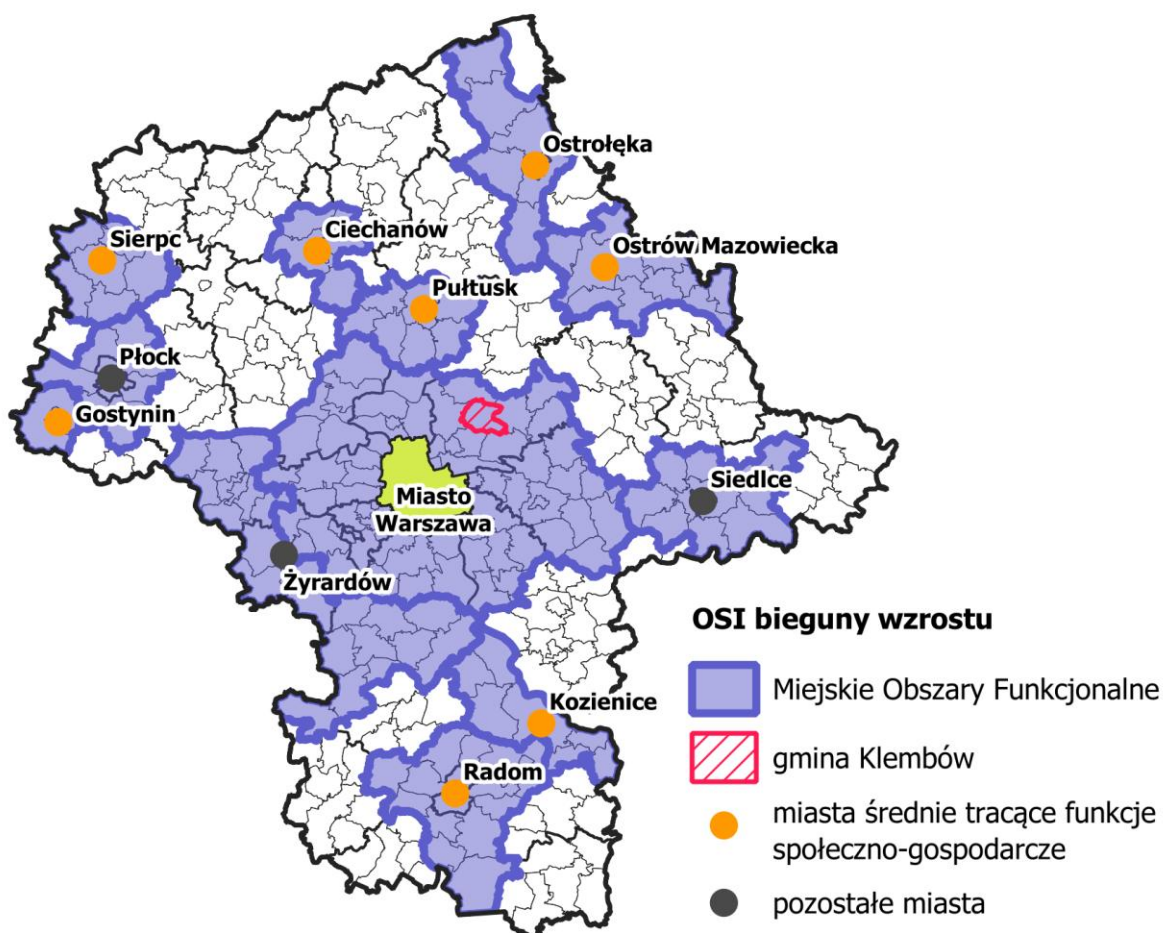 Ostrołęka
Sierpc
Ciechanów
Ostrów Mazowiecka
Pułtusk
Płock
Gostynin
Siedlce
Miasto
Warszawa
Żyrardów
OSI bieguny wzrostu
Miejskie Obszary Funkcjonalne
Kozienice
gmina Klembów
Radom
miasta średnie tracące funkcje
społeczno-gospodarcze
pozostałe miasta